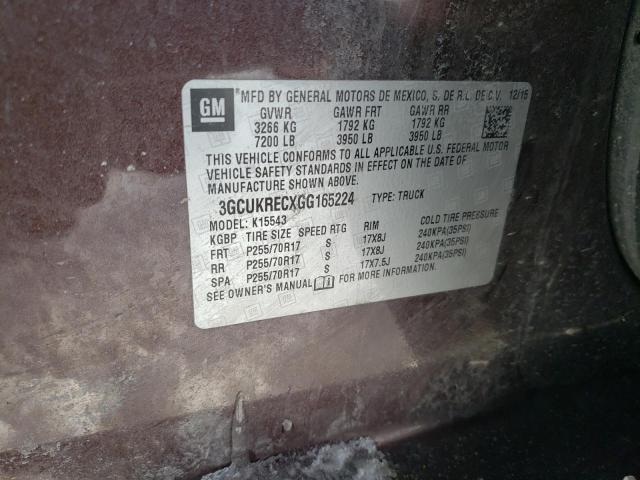 GM
MFD BY GENERAL MOTORS DE MEXICO, S. DE R.L. DE C.V. 12/15
GVWR GAWR FRT GAWR RR
3266 KG 1792 KG 1792 KG
7200 LB 3950 LB 3950 LB
THIS VEHICLE CONFORMS TO ALL APPLICABLE U.S. FEDERAL MOTOR
VEHICLE SAFETY STANDARDS IN EFFECT ON THE DATE OF
MANUFACTURE SHOWN ABOVE.
3GCUKRECXGG165224 TYPE: TRUCK
MODEL: K15543
KGBP TIRE SIZE SPEED RTG RIM COLD TIRE PRESSURE
FRT P255/70R17 S 17X8J 240KPA(35PSI)
RR P255/70R17 S 17X8J 240KPA(35PSI)
SPA P255/70R17 S 17X7.5J 240KPA(35PSI)
SEE OWNER'S MANUAL FOR MORE INFORMATION.